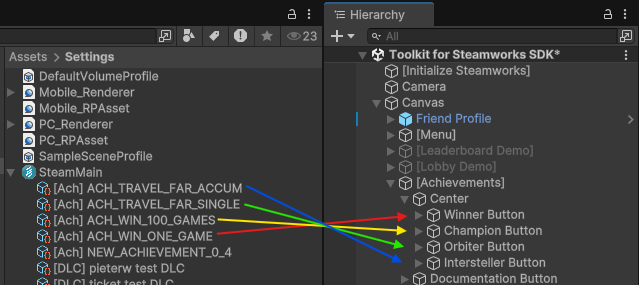 23
Assets > Settings
DefaultVolumeProfile
Mobile_Renderer
Mobile_RPAsset
PC_Renderer
PC_RPAsset
SampleSceneProfile
SteamMain
[Ach] ACH_TRAVEL_FAR_ACCUM
[Ach] ACH_TRAVEL_FAR_SINGLE
[Ach] ACH_WIN_100_GAMES
[Ach] ACH_WIN_ONE_GAME
[Ach] NEW_ACHIEVEMENT_0_4
[DLC] pieterw test DLC
[DLC] ticket test DLC
Hierarchy
All
Toolkit for Steamworks SDK*
[Initialize Steamworks]
Camera
Canvas
Friend Profile
[Menu]
[Leaderboard Demo]
[Lobby Demo]
[Achievements]
Center
Winner Button
Champion Button
Orbiter Button
Intersteller Button
Documentation Button